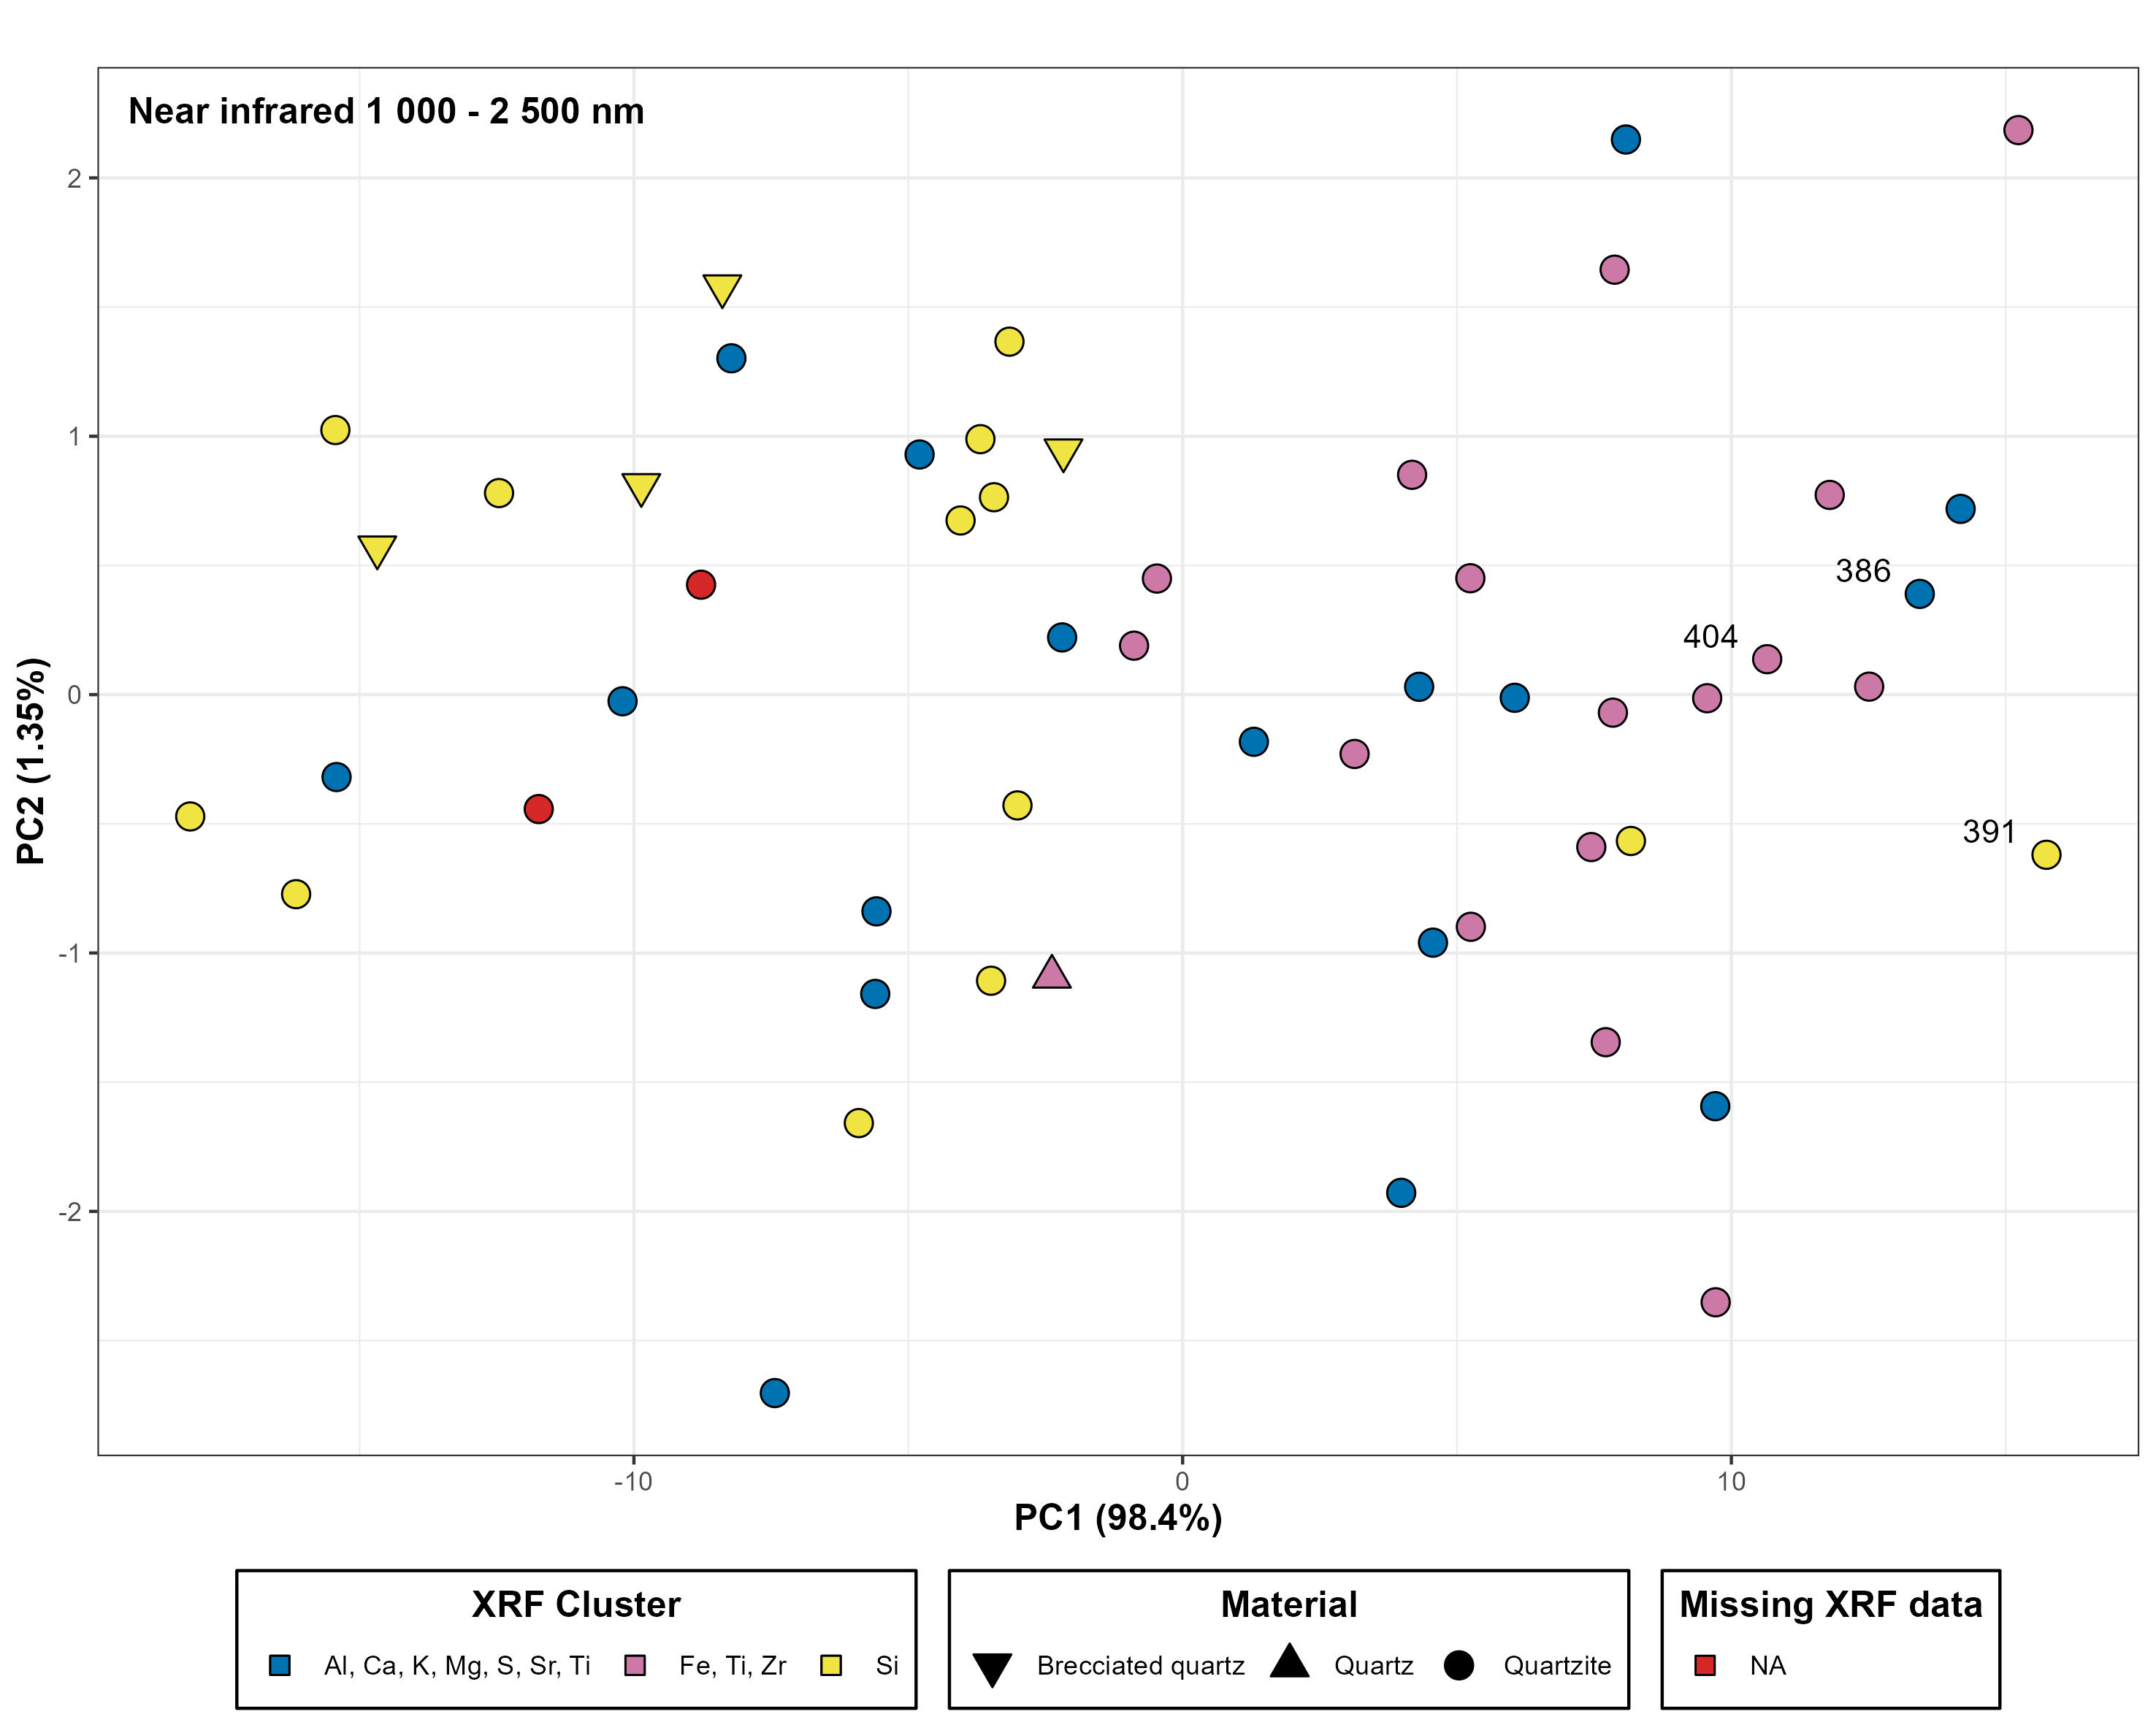 Near infrared 1 000 - 2 500 nm
2
1
386
404
0
391
-1
-2
PC2 (1.35%)
-10 0 10
PC1 (98.4%)
XRF Cluster
Al, Ca, K, Mg, S, Sr, Ti Fe, Ti, Zr Si
Material
Brecciated quartz Quartz Quartzite
Missing XRF data
NA